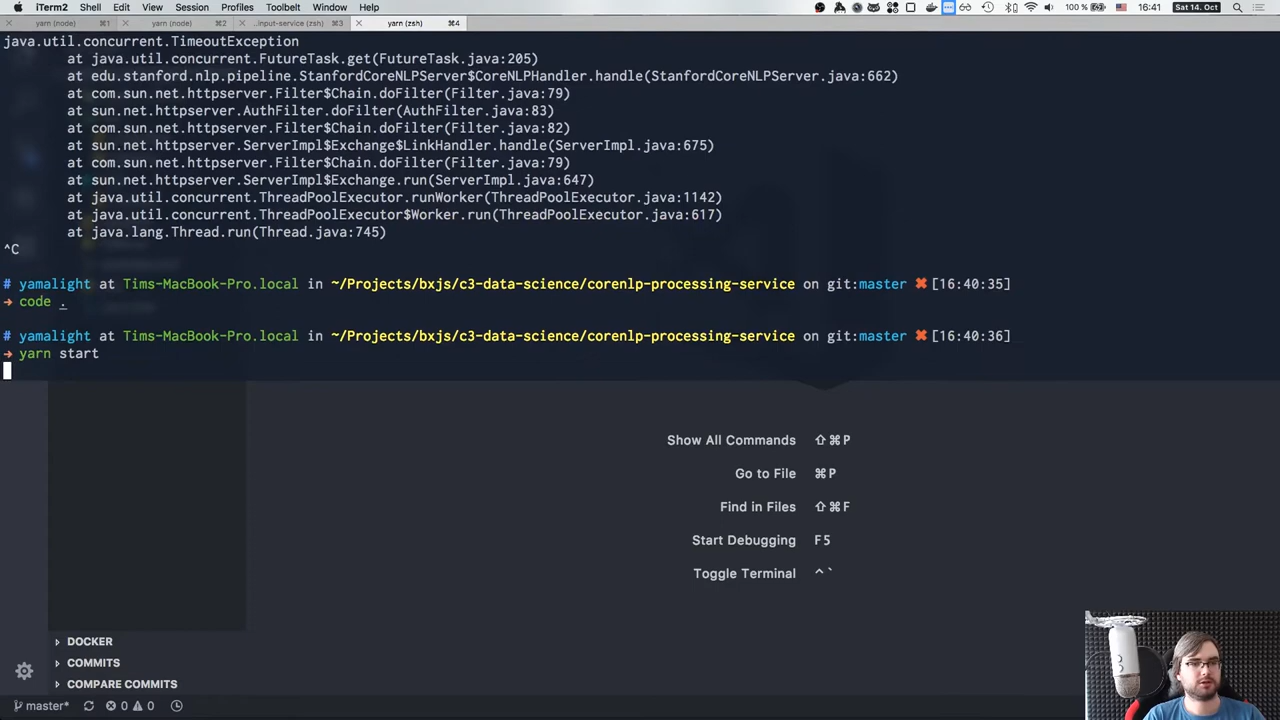 iTerm2 Shell Edit View Session Profiles Toolbelt Window Help 100 % 16:41 Sat 14. Oct
yarn (node) ⌘1 yarn (node) ⌘2 ..input-service (zsh) ⌘3 yarn (zsh) ⌘4
java.util.concurrent.TimeoutException
at java.util.concurrent.FutureTask.get(FutureTask.java:205)
at edu.stanford.nlp.pipeline.StanfordCoreNLPServer$CoreNLPHandler.handle(StanfordCoreNLPServer.java:662)
at com.sun.net.httpserver.Filter$Chain.doFilter(Filter.java:79)
at sun.net.httpserver.AuthFilter.doFilter(AuthFilter.java:83)
at com.sun.net.httpserver.Filter$Chain.doFilter(Filter.java:82)
at sun.net.httpserver.ServerImpl$Exchange$LinkHandler.handle(ServerImpl.java:675)
at com.sun.net.httpserver.Filter$Chain.doFilter(Filter.java:79)
at sun.net.httpserver.ServerImpl$Exchange.run(ServerImpl.java:647)
at java.util.concurrent.ThreadPoolExecutor.runWorker(ThreadPoolExecutor.java:1142)
at java.util.concurrent.ThreadPoolExecutor$Worker.run(ThreadPoolExecutor.java:617)
at java.lang.Thread.run(Thread.java:745)
^C
# yamalight at Tims-MacBook-Pro.local in ~/Projects/bxjs/c3-data-science/corenlp-processing-service on git:master ✖ [16:40:35]
→ code .
# yamalight at Tims-MacBook-Pro.local in ~/Projects/bxjs/c3-data-science/corenlp-processing-service on git:master ✖ [16:40:36]
→ yarn start
Show All Commands ⇧⌘P
Go to File ⌘P
Find in Files ⇧⌘F
Start Debugging F5
Toggle Terminal ^`
DOCKER
COMMITS
COMPARE COMMITS
master* 0 0